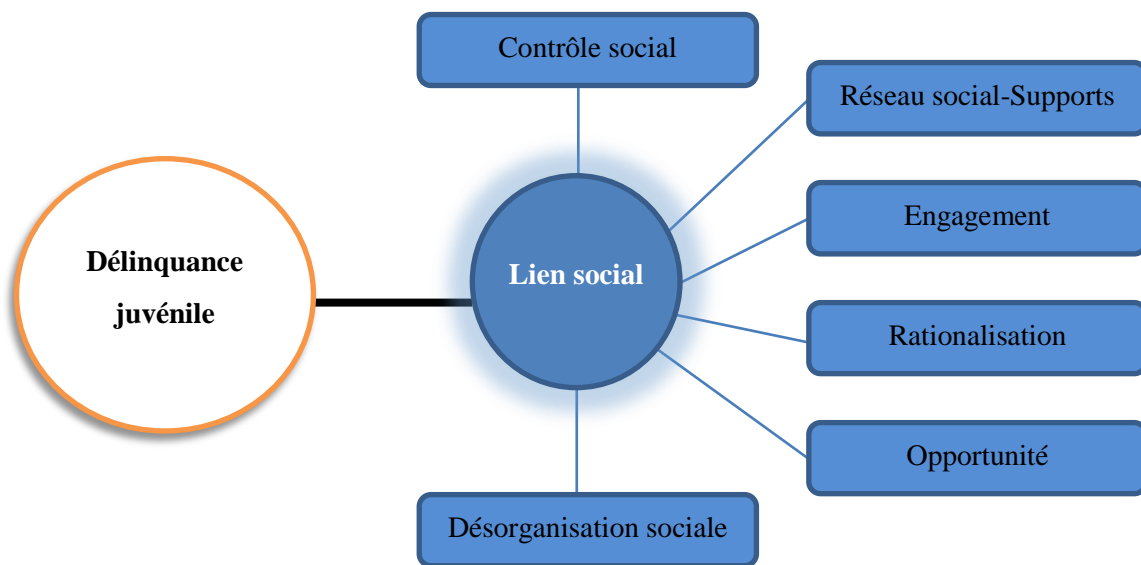 Contrôle social
Réseau social-Supports
Engagement
Délinquance
juvénile
Lien social
Rationalisation
Opportunité
Désorganisation sociale